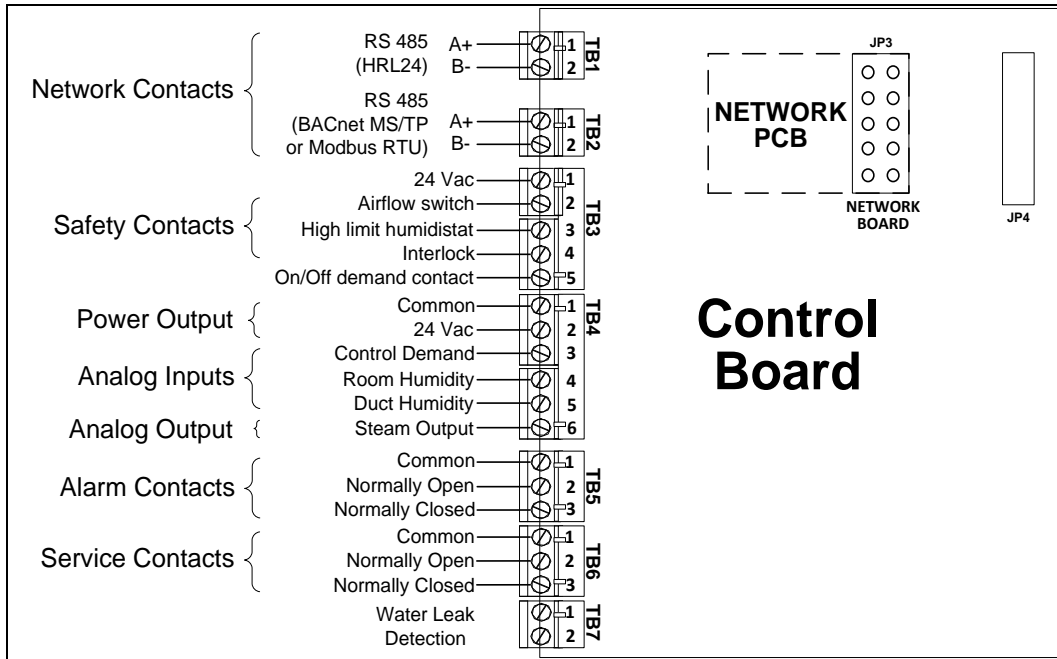 Network Contacts
RS 485 A+ 1
(HRL24) B- 2
TB1
RS 485
(BACnet MS/TP A+ 1
or Modbus RTU) B- 2
TB2
Safety Contacts
24 Vac 1
Airflow switch 2
High limit humidistat 3
Interlock 4
On/Off demand contact 5
TB3
Power Output
Common 1
24 Vac 2
Analog Inputs
Control Demand 3
Room Humidity 4
Duct Humidity 5
Analog Output
Steam Output 6
TB4
Alarm Contacts
Common 1
Normally Open 2
Normally Closed 3
TB5
Service Contacts
Common 1
Normally Open 2
Normally Closed 3
TB6
Water Leak 1
Detection 2
TB7
JP3
NETWORK
PCB
NETWORK
BOARD
JP4
Control
Board